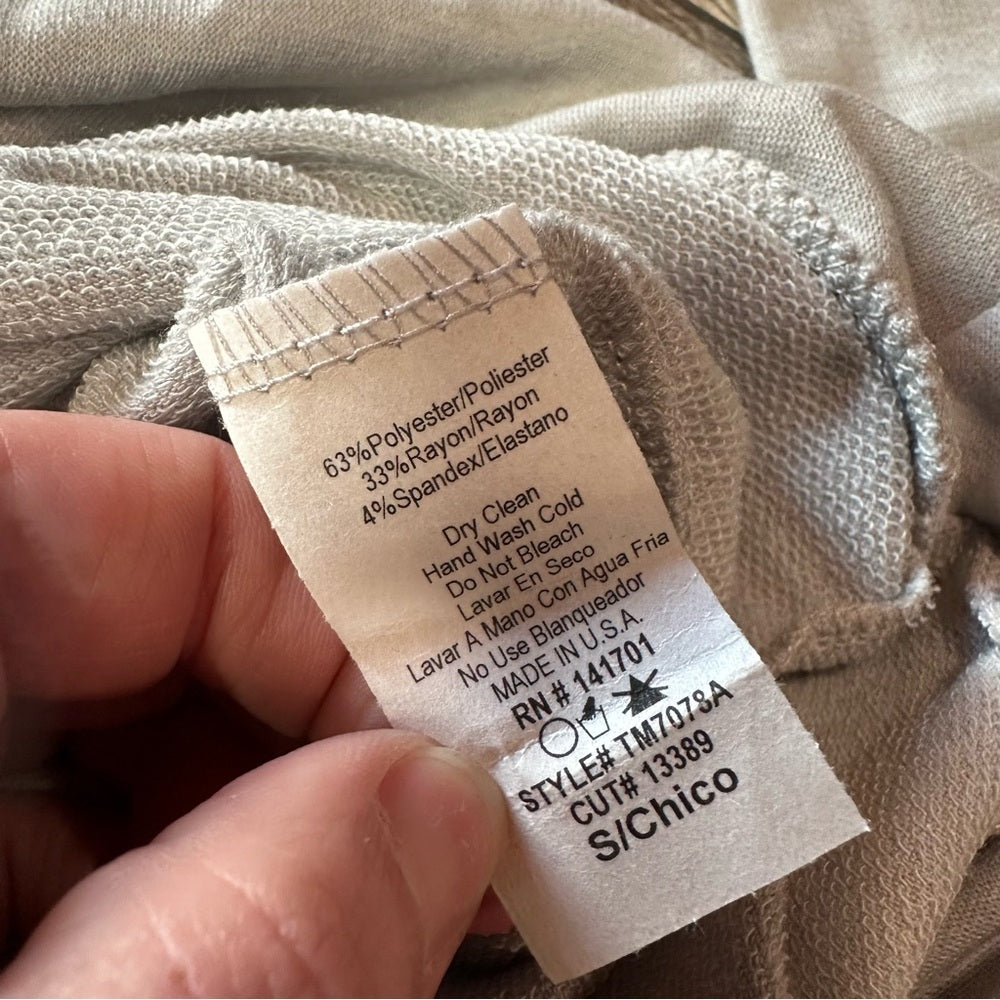 63%Polyester/Poliester
33%Rayon/Rayon
4%Spandex/Elastano
Dry Clean
Hand Wash Cold
Do Not Bleach
Lavar En Seco
Lavar A Mano Con Agua Fria
No Use Blanqueador
MADE IN U.S.A.
RN # 141701
STYLE# TM7078A
CUT# 13389
S/Chico